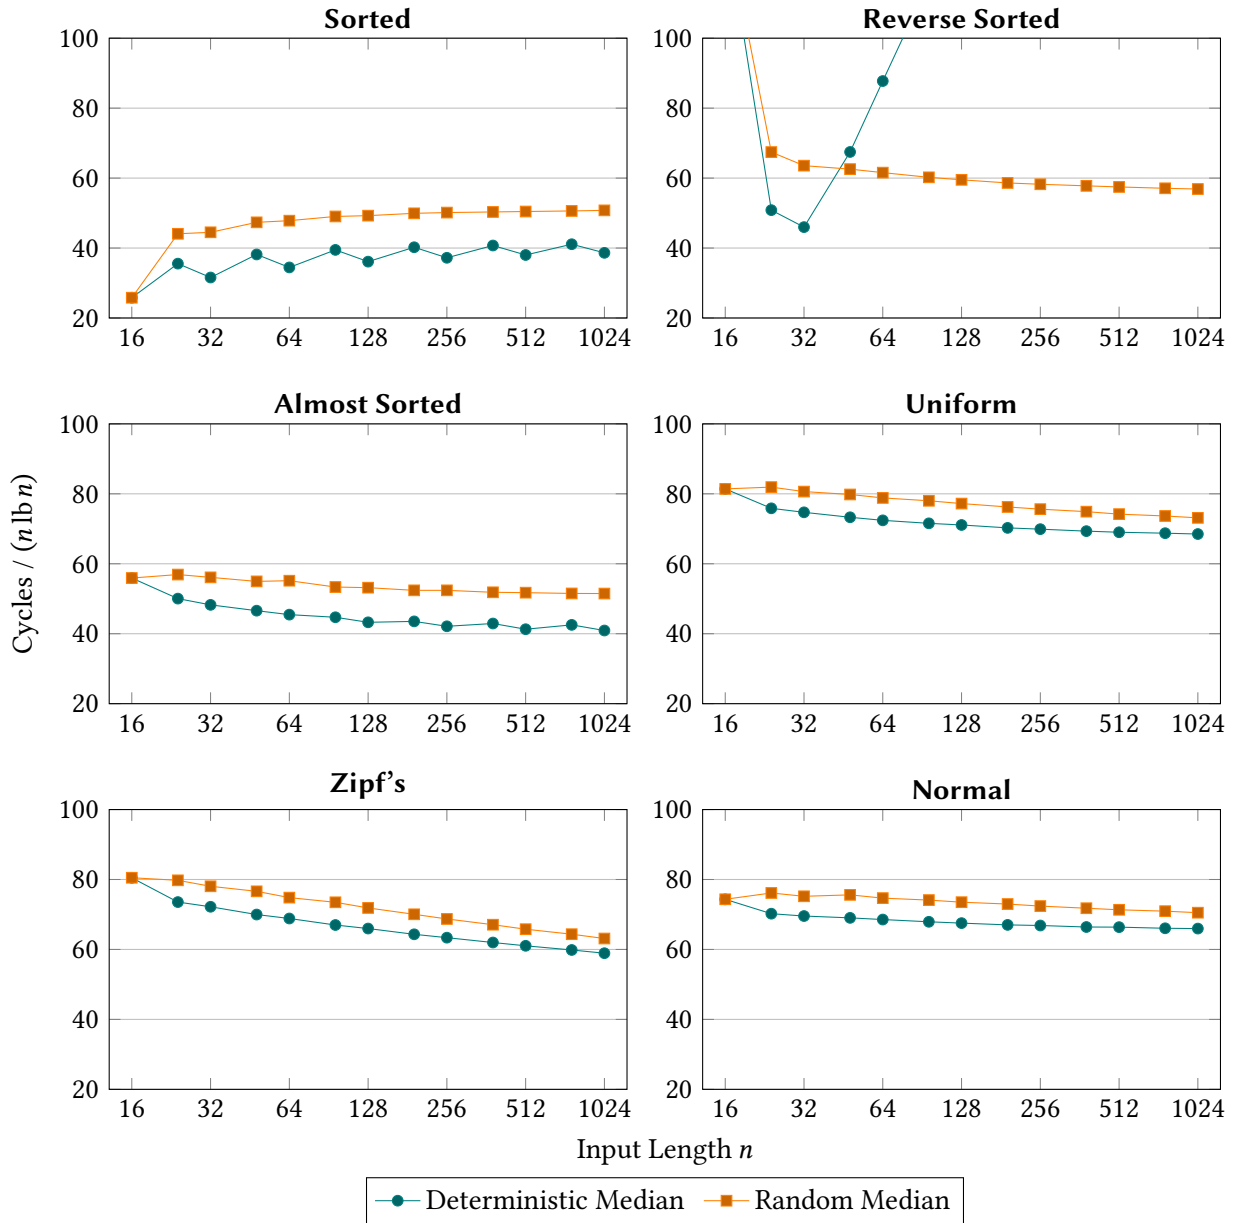 Sorted
100
80
60
40
20
16 32 64 128 256 512 1024
Reverse Sorted
100
80
60
40
20
16 32 64 128 256 512 1024
Almost Sorted
100
80
60
40
20
16 32 64 128 256 512 1024
Uniform
100
80
60
40
20
16 32 64 128 256 512 1024
Cycles / (n lb n)
Zipf's
100
80
60
40
20
16 32 64 128 256 512 1024
Normal
100
80
60
40
20
16 32 64 128 256 512 1024
Input Length n
Deterministic Median Random Median